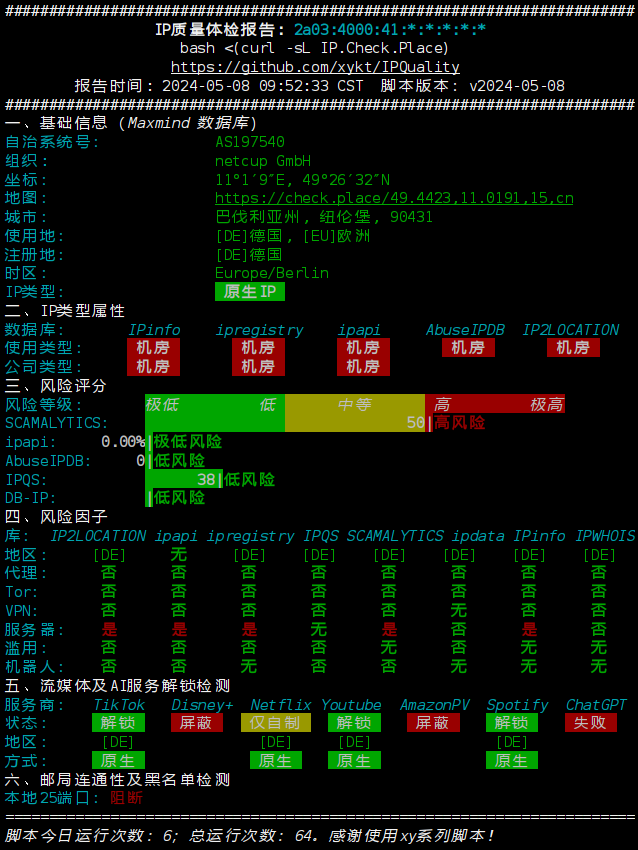 ########################################################################
IP质量体检报告: 2a03:4000:41:*:*:*:*:*
bash <(curl -sL IP.Check.Place)
https://github.com/xykt/IPQuality
报告时间: 2024-05-08 09:52:33 CST 脚本版本: v2024-05-08
########################################################################
一、基础信息 (Maxmind 数据库)
自治系统号: AS197540
组织: netcup GmbH
坐标: 11°1′9″E, 49°26′32″N
地图: https://check.place/49.4423,11.0191,15,cn
城市: 巴伐利亚州, 纽伦堡, 90431
使用地: [DE]德国, [EU]欧洲
注册地: [DE]德国
时区: Europe/Berlin
IP类型: 原生IP
二、IP类型属性
数据库: IPinfo ipregistry ipapi AbuseIPDB IP2LOCATION
使用类型: 机房 机房 机房 机房 机房
公司类型: 机房 机房 机房
三、风险评分
风险等级: 极低 低 中等 高 极高
SCAMALYTICS: 50|高风险
ipapi: 0.00%|极低风险
AbuseIPDB: 0|低风险
IPQS: 38|低风险
DB-IP: |低风险
四、风险因子
库: IP2LOCATION ipapi ipregistry IPQS SCAMALYTICS ipdata IPinfo IPWHOIS
地区: [DE] 无 [DE] [DE] [DE] [DE] [DE] [DE]
代理: 否 否 否 否 否 否 否 否
Tor: 否 否 否 否 否 否 否 否
VPN: 否 否 否 否 否 无 否 否
服务器: 是 是 是 无 是 否 是 否
滥用: 否 否 否 否 否 否 无 无 无
机器人: 否 否 无 否 否 无 无 无
五、流媒体及AI服务解锁检测
服务商: TikTok Disney+ Netflix Youtube AmazonPV Spotify ChatGPT
状态: 解锁 屏蔽 仅自制 解锁 屏蔽 解锁 失败
地区: [DE] [DE] [DE] [DE]
方式: 原生 原生 原生 原生
六、邮局连通性及黑名单检测
本地25端口: 阻断
========================================================================
脚本今日运行次数: 6; 总运行次数: 64。感谢使用xy系列脚本!